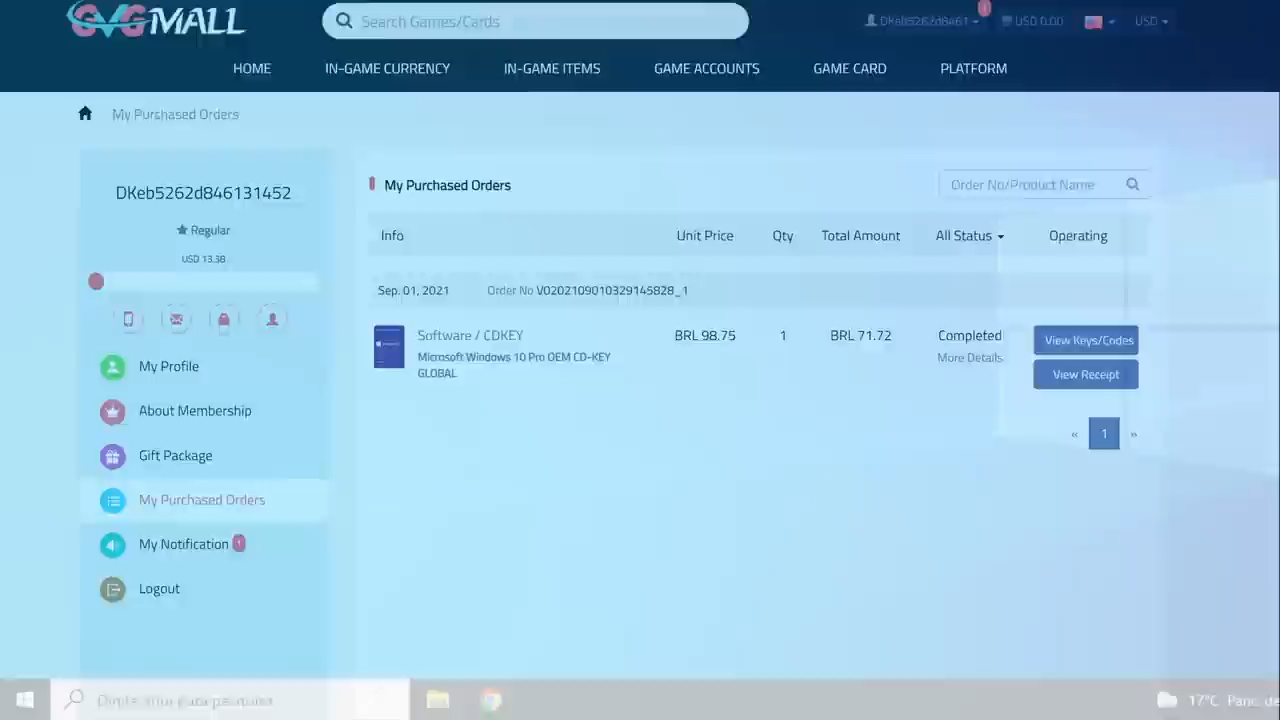 GVGMALL
Search Games/Cards
DKeb5262d8461
USD 0.00
USD
HOME
IN-GAME CURRENCY
IN-GAME ITEMS
GAME ACCOUNTS
GAME CARD
PLATFORM
My Purchased Orders
DKeb5262d846131452
Regular
USD 13.38
My Profile
About Membership
Gift Package
My Purchased Orders
My Notification 1
Logout
My Purchased Orders
Order No/Product Name
Info Unit Price Qty Total Amount All Status Operating
Sep. 01, 2021 Order No V0202109010329145828_1
Software / CDKEY BRL 98.75 1 BRL 71.72 Completed View Keys/Codes
Microsoft Windows 10 Pro OEM CD-KEY More Details
GLOBAL View Receipt
« 1 »
17°C